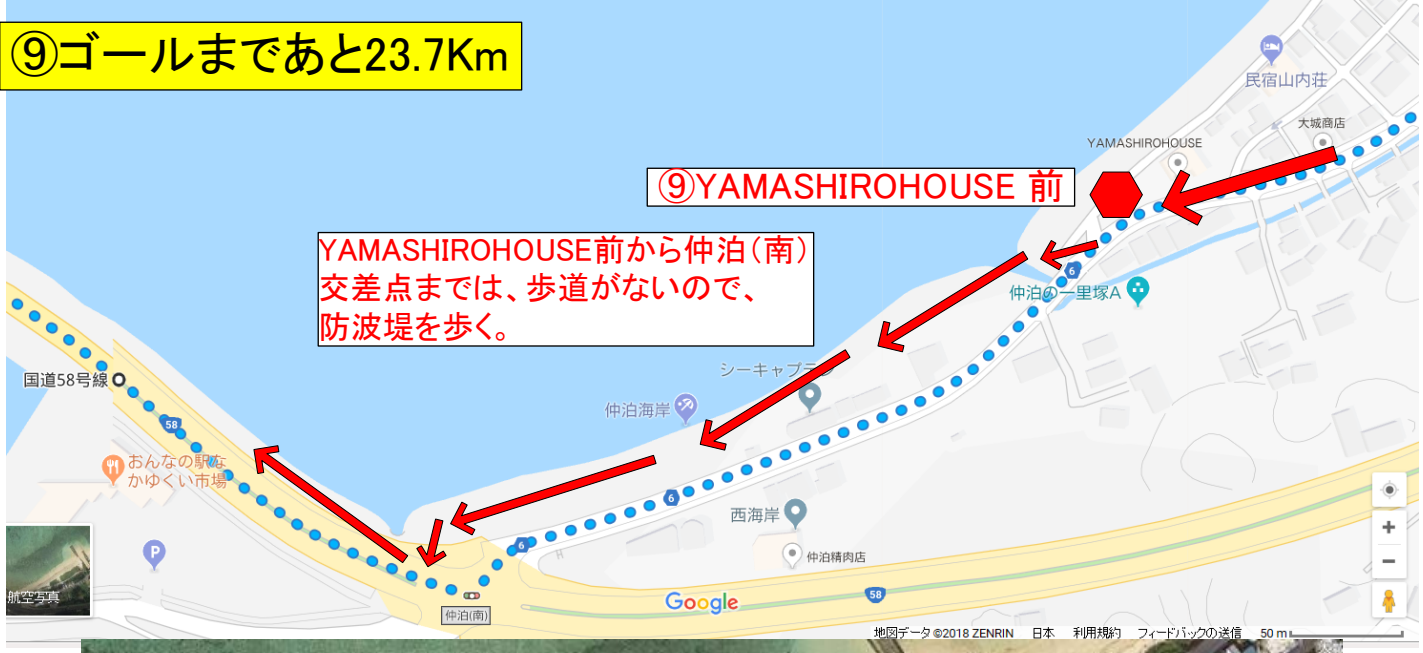 ⑨ゴールまであと23.7Km
民宿山内荘
大城商店
YAMASHIROHOUSE
⑨YAMASHIROHOUSE 前
YAMASHIROHOUSE前から仲泊(南)
交差点までは、歩道がないので、
防波堤を歩く。
6
仲泊の一里塚A
シーキャプテン
国道58号線
仲泊海岸
58
おんなの駅な
かゆくい市場
6
西海岸
P
6
仲泊精肉店
航空写真
仲泊(南)
Google
58
地図データ ©2018 ZENRIN 日本 利用規約 フィードバックの送信 50 m